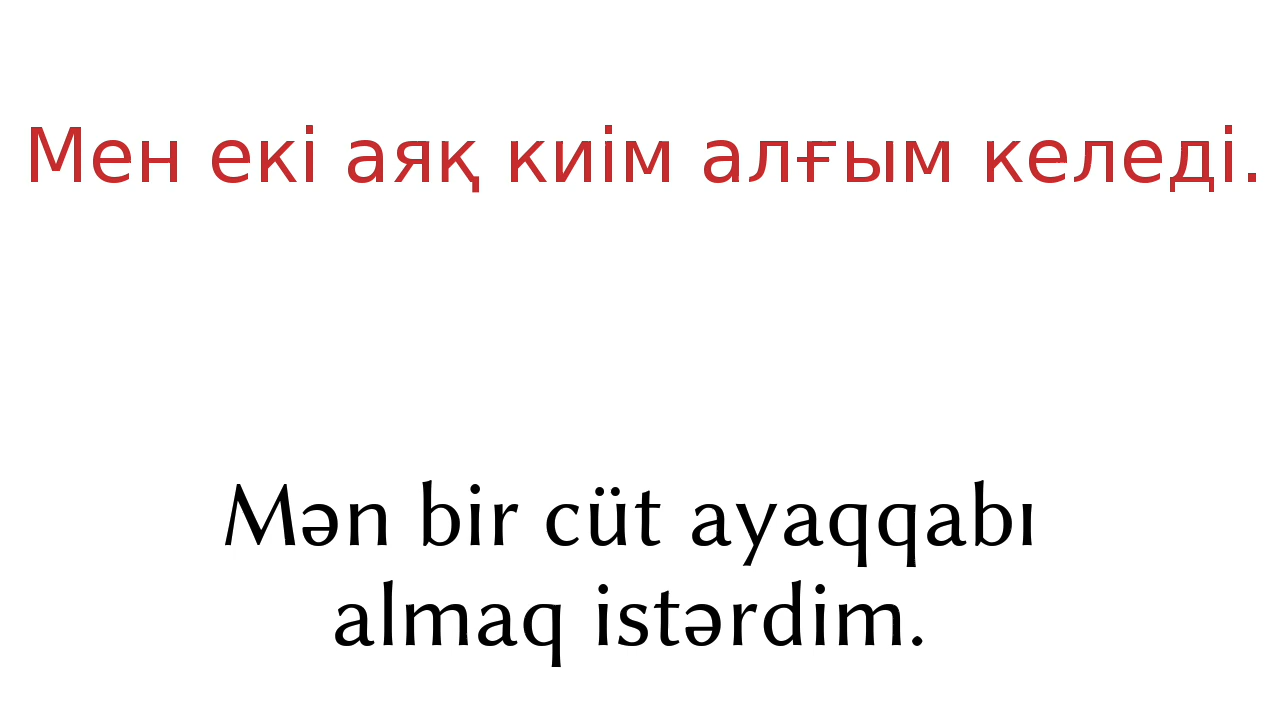 Мен екі аяқ киім алғым келеді.
Mən bir cüt ayaqqabı
almaq istərdim.